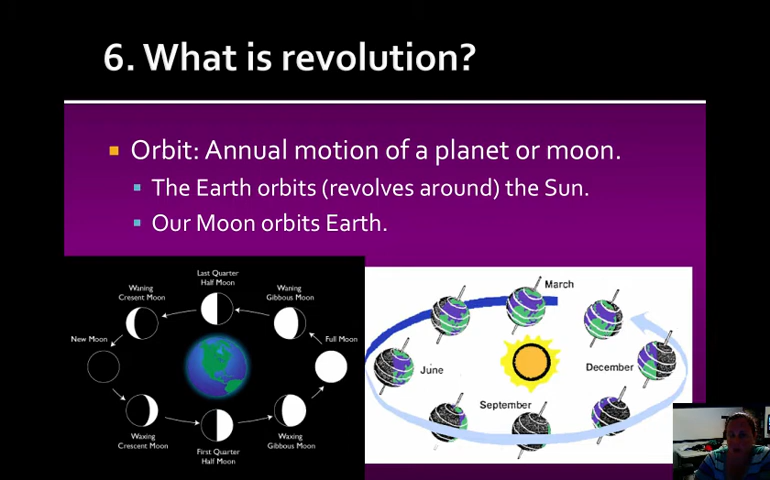 6. What is revolution?
Orbit: Annual motion of a planet or moon.
The Earth orbits (revolves around) the Sun.
Our Moon orbits Earth.
Last Quarter
Half Moon
Waning
Cresent Moon
Waning
Gibbous Moon
New Moon
Full Moon
Waxing
Crescent Moon
First Quarter
Half Moon
Waxing
Gibbous Moon
March
June
December
September